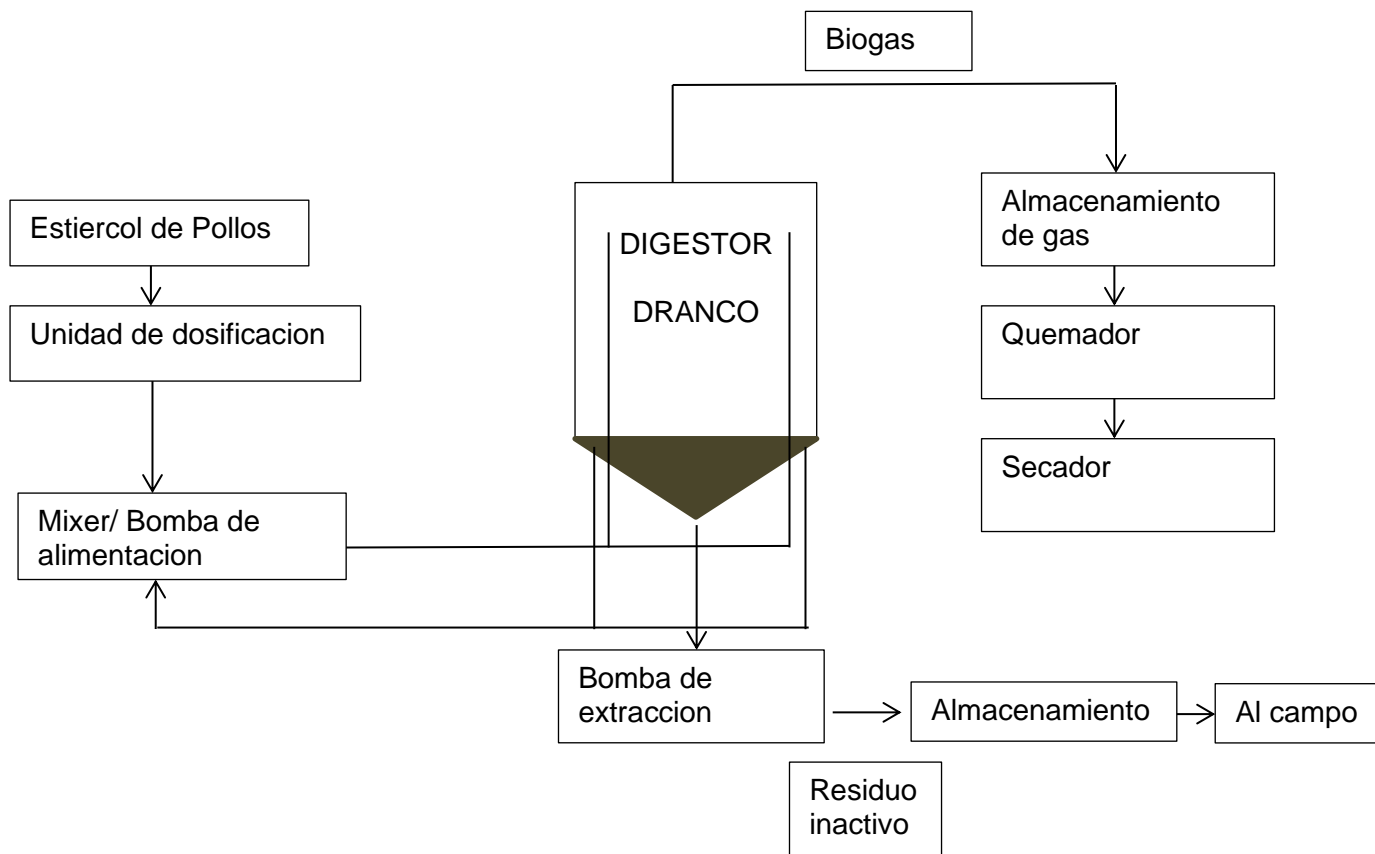 Biogas
Estiercol de Pollos
Unidad de dosificacion
Mixer/ Bomba de
alimentacion
DIGESTOR
DRANCO
Almacenamiento
de gas
Quemador
Secador
Bomba de
extraccion
Almacenamiento
Al campo
Residuo
inactivo